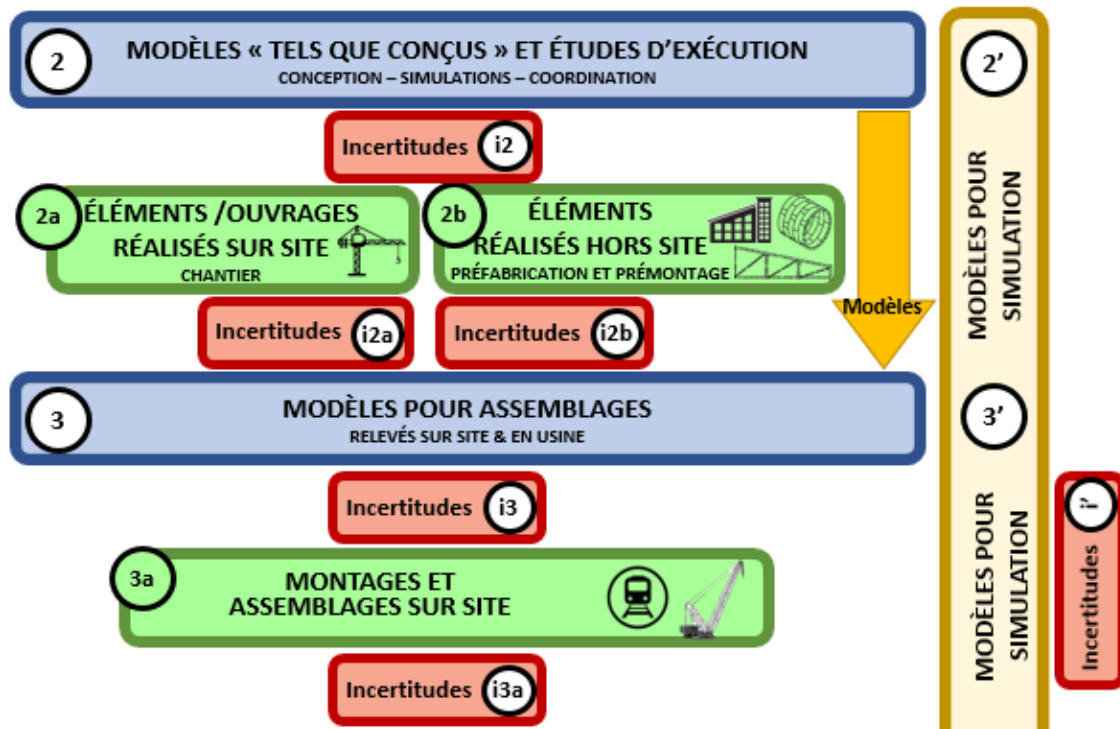 2
MODÈLES « TELS QUE CONÇUS » ET ÉTUDES D'EXÉCUTION
CONCEPTION – SIMULATIONS – COORDINATION
Incertitudes i2
2a
ÉLÉMENTS /OUVRAGES
RÉALISÉS SUR SITE
CHANTIER
2b
ÉLÉMENTS
RÉALISÉS HORS SITE
PRÉFABRICATION ET PRÉMONTAGE
Modèles
Incertitudes i2a
Incertitudes i2b
3
MODÈLES POUR ASSEMBLAGES
RELEVÉS SUR SITE & EN USINE
Incertitudes i3
3a
MONTAGES ET
ASSEMBLAGES SUR SITE
Incertitudes i3a
2’
MODÈLES POUR
SIMULATION
3’
MODÈLES POUR
SIMULATION
Incertitudes i’